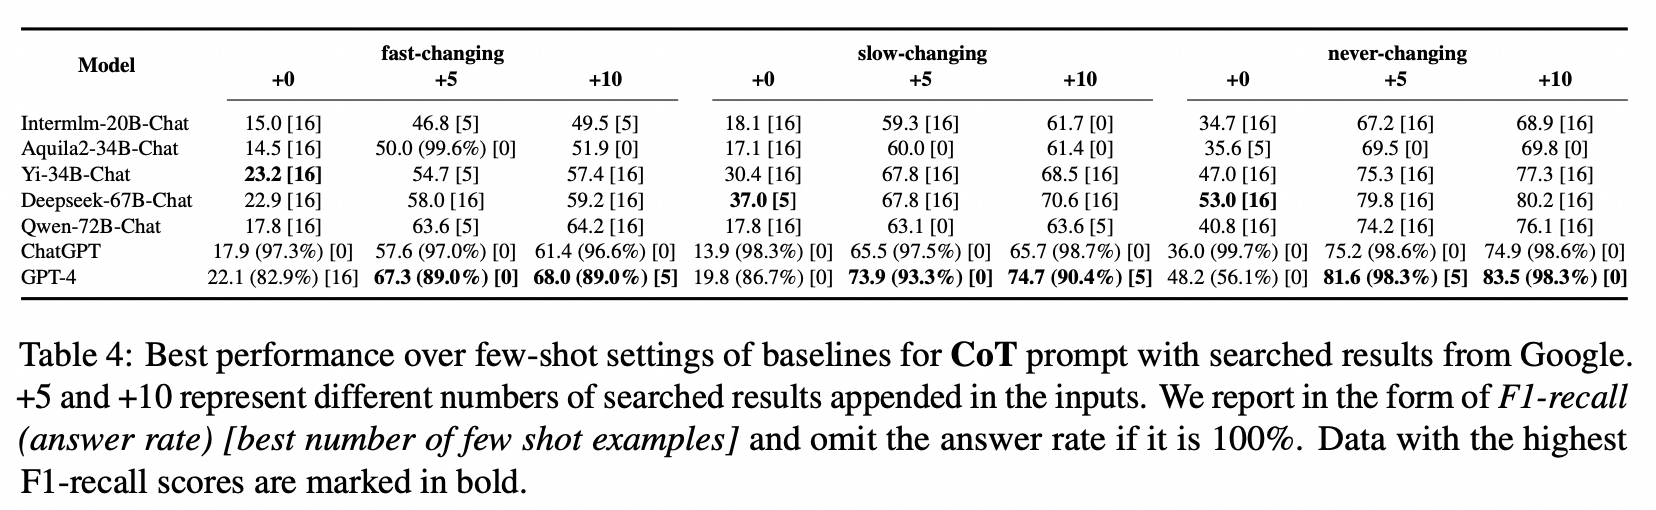 Model fast-changing slow-changing never-changing
+0 +5 +10 +0 +5 +10 +0 +5 +10
Intermlm-20B-Chat 15.0 [16] 46.8 [5] 49.5 [5] 18.1 [16] 59.3 [16] 61.7 [0] 34.7 [16] 67.2 [16] 68.9 [16]
Aquila2-34B-Chat 14.5 [16] 50.0 (99.6%) [0] 51.9 [0] 17.1 [16] 60.0 [0] 61.4 [0] 35.6 [5] 69.5 [0] 69.8 [0]
Yi-34B-Chat 23.2 [16] 54.7 [5] 57.4 [16] 30.4 [16] 67.8 [16] 68.5 [16] 47.0 [16] 75.3 [16] 77.3 [16]
Deepseek-67B-Chat 22.9 [16] 58.0 [16] 59.2 [16] 37.0 [5] 67.8 [16] 70.6 [16] 53.0 [16] 79.8 [16] 80.2 [16]
Qwen-72B-Chat 17.8 [16] 63.6 [5] 64.2 [16] 17.8 [16] 63.1 [0] 63.6 [5] 40.8 [16] 74.2 [16] 76.1 [16]
ChatGPT 17.9 (97.3%) [0] 57.6 (97.0%) [0] 61.4 (96.6%) [0] 13.9 (98.3%) [0] 65.5 (97.5%) [0] 65.7 (98.7%) [0] 36.0 (99.7%) [0] 75.2 (98.6%) [0] 74.9 (98.6%) [0]
GPT-4 22.1 (82.9%) [16] 67.3 (89.0%) [0] 68.0 (89.0%) [5] 19.8 (86.7%) [0] 73.9 (93.3%) [0] 74.7 (90.4%) [5] 48.2 (56.1%) [0] 81.6 (98.3%) [5] 83.5 (98.3%) [0]
Table 4: Best performance over few-shot settings of baselines for CoT prompt with searched results from Google.
+5 and +10 represent different numbers of searched results appended in the inputs. We report in the form of F1-recall
(answer rate) [best number of few shot examples] and omit the answer rate if it is 100%. Data with the highest
F1-recall scores are marked in bold.